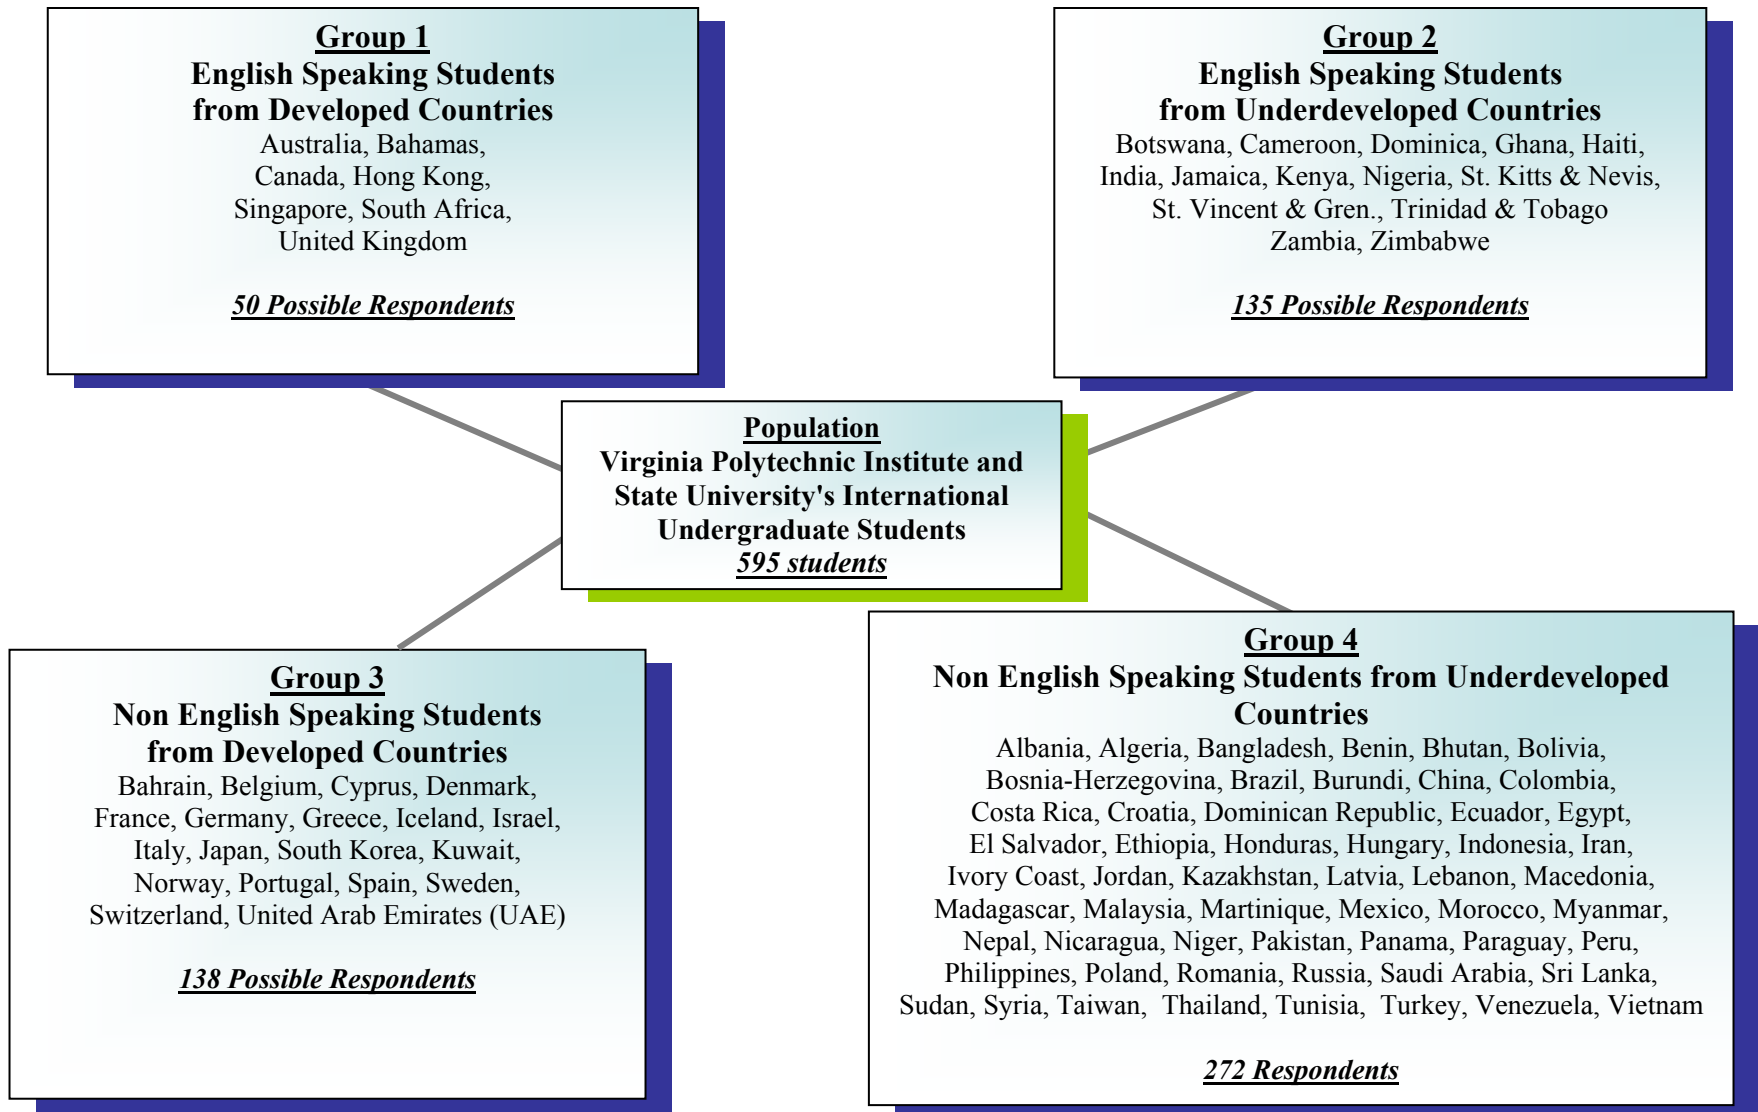 Group 1
English Speaking Students
from Developed Countries
Australia, Bahamas,
Canada, Hong Kong,
Singapore, South Africa,
United Kingdom
50 Possible Respondents
Group 2
English Speaking Students
from Underdeveloped Countries
Botswana, Cameroon, Dominica, Ghana, Haiti,
India, Jamaica, Kenya, Nigeria, St. Kitts & Nevis,
St. Vincent & Gren., Trinidad & Tobago
Zambia, Zimbabwe
135 Possible Respondents
Population
Virginia Polytechnic Institute and
State University's International
Undergraduate Students
595 students
Group 3
Non English Speaking Students
from Developed Countries
Bahrain, Belgium, Cyprus, Denmark,
France, Germany, Greece, Iceland, Israel,
Italy, Japan, South Korea, Kuwait,
Norway, Portugal, Spain, Sweden,
Switzerland, United Arab Emirates (UAE)
138 Possible Respondents
Group 4
Non English Speaking Students from Underdeveloped
Countries
Albania, Algeria, Bangladesh, Benin, Bhutan, Bolivia,
Bosnia-Herzegovina, Brazil, Burundi, China, Colombia,
Costa Rica, Croatia, Dominican Republic, Ecuador, Egypt,
El Salvador, Ethiopia, Honduras, Hungary, Indonesia, Iran,
Ivory Coast, Jordan, Kazakhstan, Latvia, Lebanon, Macedonia,
Madagascar, Malaysia, Martinique, Mexico, Morocco, Myanmar,
Nepal, Nicaragua, Niger, Pakistan, Panama, Paraguay, Peru,
Philippines, Poland, Romania, Russia, Saudi Arabia, Sri Lanka,
Sudan, Syria, Taiwan, Thailand, Tunisia, Turkey, Venezuela, Vietnam
272 Respondents